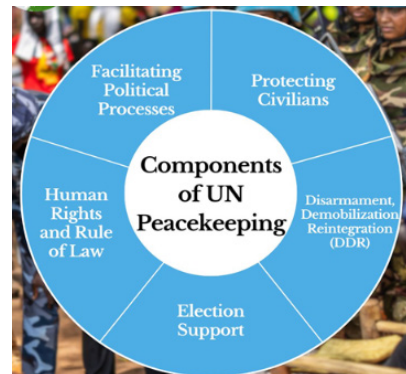 Components
of UN
Peacekeeping
Facilitating
Political
Processes
Protecting
Civilians
Disarmament,
Demobilization
Reintegration
(DDR)
Election
Support
Human
Rights
and Rule
of Law